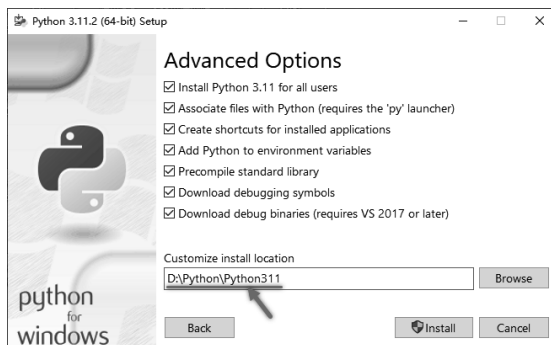 Python 3.11.2 (64-bit) Setup
Advanced Options
Install Python 3.11 for all users
Associate files with Python (requires the 'py' launcher)
Create shortcuts for installed applications
Add Python to environment variables
Precompile standard library
Download debugging symbols
Download debug binaries (requires VS 2017 or later)
Customize install location
D:\Python\Python311
Browse
python
for
windows
Back
Install
Cancel